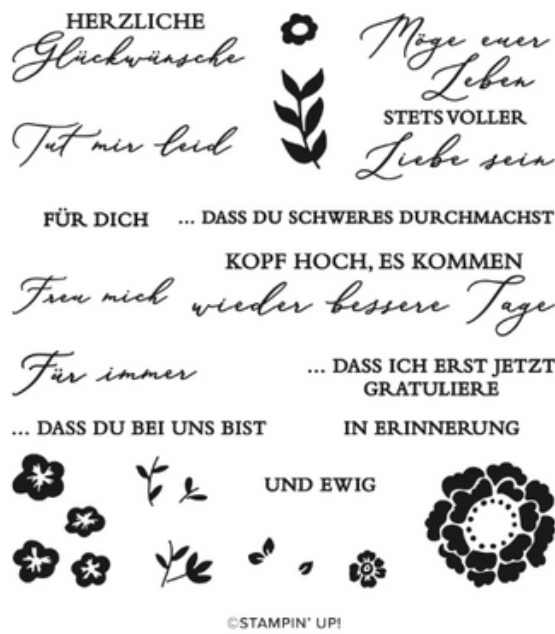 HERZLICHE
Glückwünsche
Möge euer
Leben
STETS VOLLER
Liebe sein
Tut mir leid
FÜR DICH
... DASS DU SCHWERES DURCHMACHST
KOPF HOCH, ES KOMMEN
wieder bessere Tage
Freu mich
Für immer
... DASS ICH ERST JETZT
GRATULIERE
... DASS DU BEI UNS BIST
IN ERINNERUNG
UND EWIG
©STAMPIN' UP!